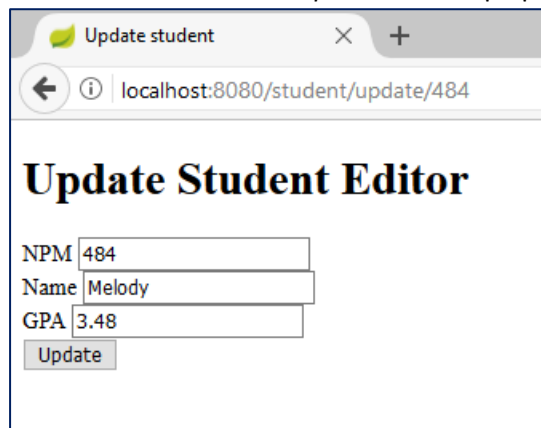 Update student
localhost:8080/student/update/484
Update Student Editor
NPM 484
Name Melody
GPA 3.48
Update